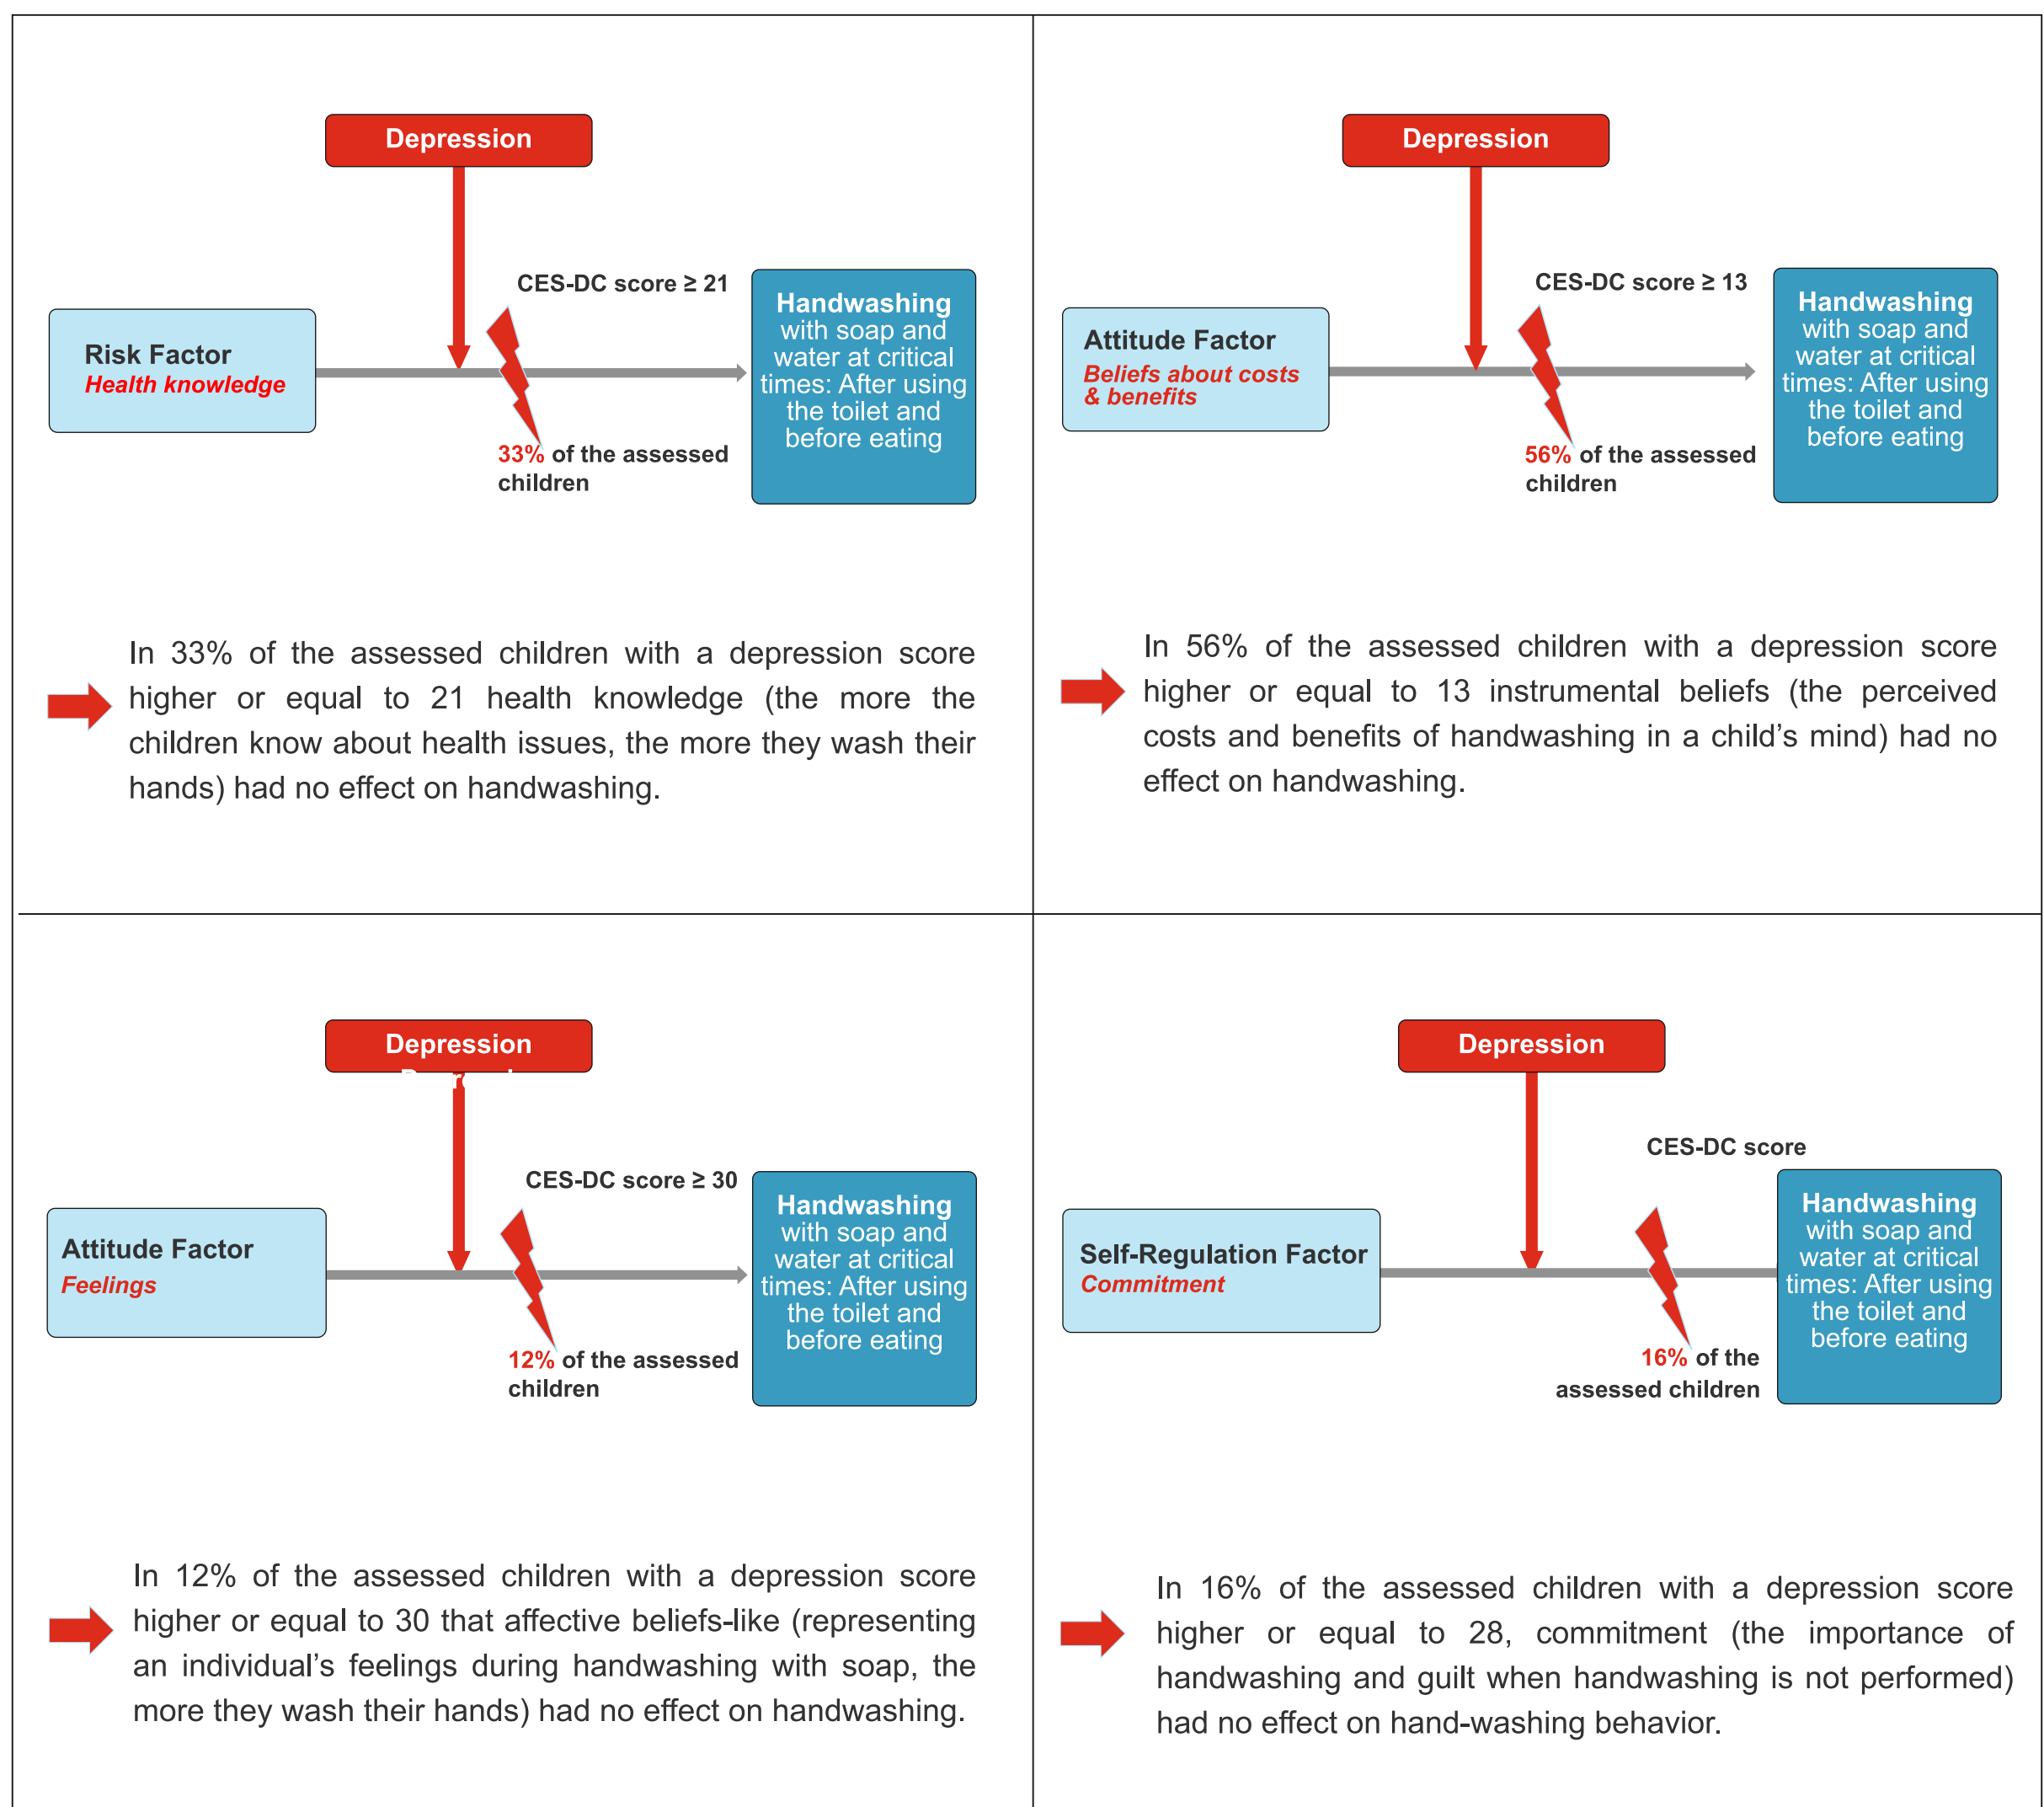 Depression
CES-DC score ≥ 21
Risk Factor
Health knowledge
Handwashing
with soap and
water at critical
times: After using
the toilet and
before eating
33% of the assessed
children
In 33% of the assessed children with a depression score
higher or equal to 21 health knowledge (the more the
children know about health issues, the more they wash their
hands) had no effect on handwashing.
Depression
CES-DC score ≥ 13
Attitude Factor
Beliefs about costs
& benefits
Handwashing
with soap and
water at critical
times: After using
the toilet and
before eating
56% of the assessed
children
In 56% of the assessed children with a depression score
higher or equal to 13 instrumental beliefs (the perceived
costs and benefits of handwashing in a child’s mind) had no
effect on handwashing.
Depression
CES-DC score ≥ 30
Attitude Factor
Feelings
Handwashing
with soap and
water at critical
times: After using
the toilet and
before eating
12% of the assessed
children
In 12% of the assessed children with a depression score
higher or equal to 30 that affective beliefs-like (representing
an individual’s feelings during handwashing with soap, the
more they wash their hands) had no effect on handwashing.
Depression
CES-DC score
Self-Regulation Factor
Commitment
Handwashing
with soap and
water at critical
times: After using
the toilet and
before eating
16% of the
assessed children
In 16% of the assessed children with a depression score
higher or equal to 28, commitment (the importance of
handwashing and guilt when handwashing is not performed)
had no effect on hand-washing behavior.